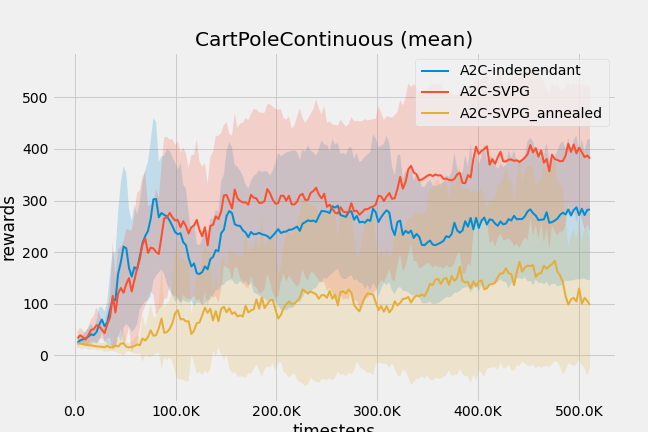 CartPoleContinuous (mean)
A2C-independant
A2C-SVPG
A2C-SVPG_annealed
rewards
500
400
300
200
100
0
0.0 100.0K 200.0K 300.0K 400.0K 500.0K
timesteps